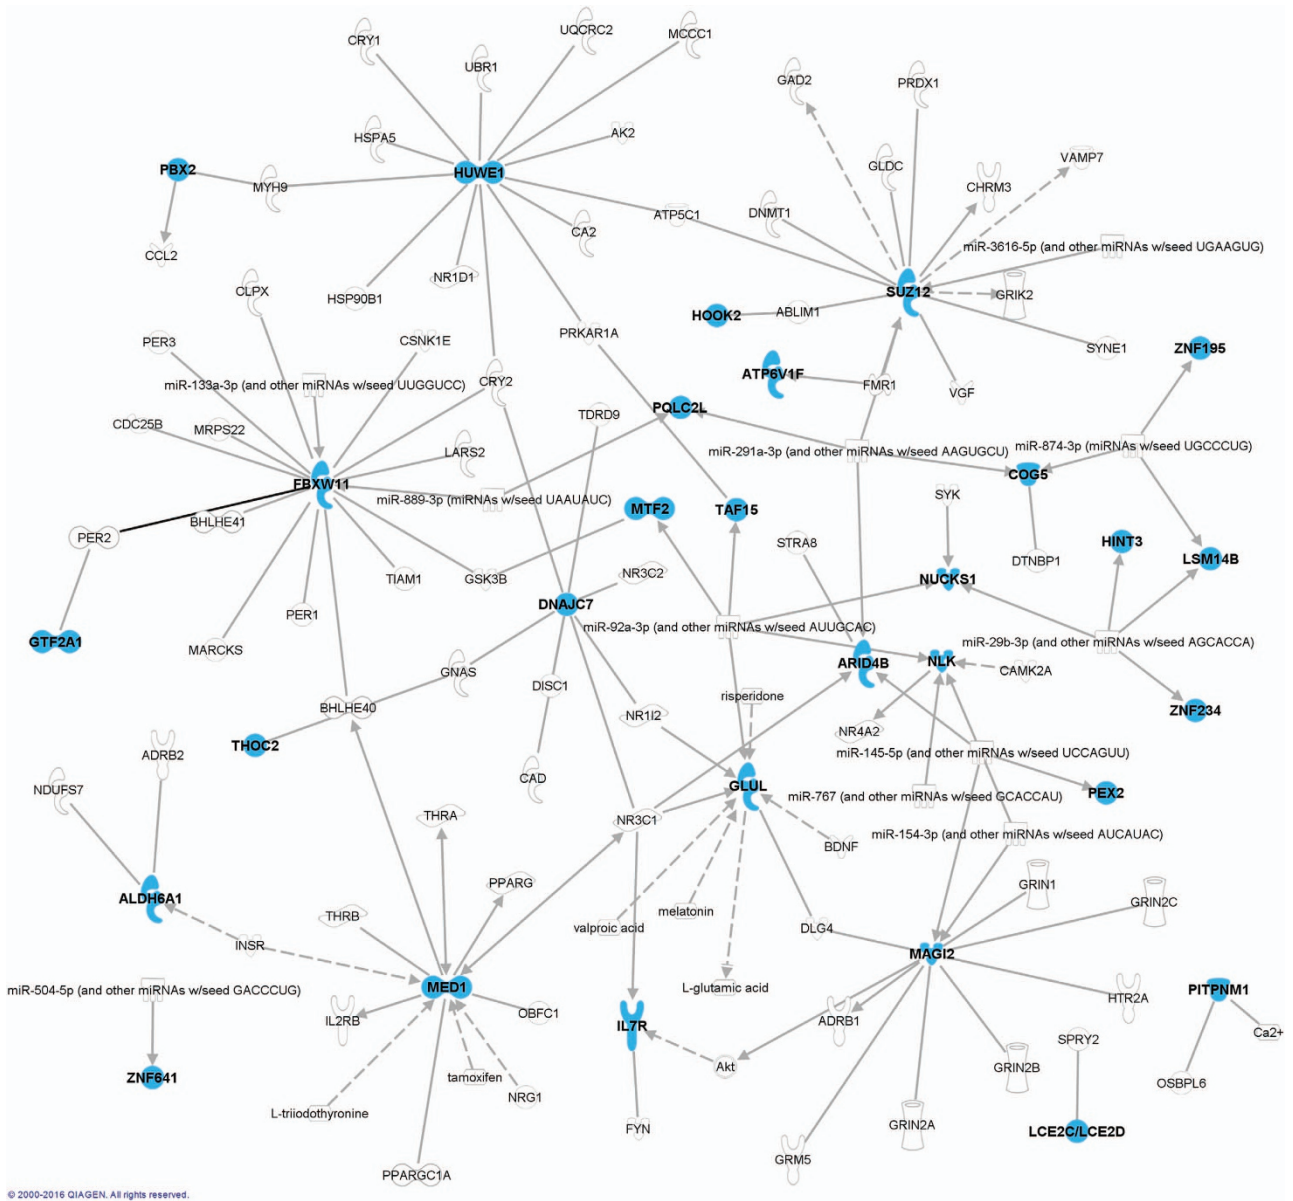 CRY1
UQCRC2
MCCC1
UBR1
GAD2
PRDX1
HSPA5
AK2
PBX2
HUWE1
GLDC
VAMP7
MYH9
CHRM3
DNMT1
ATP5C1
CA2
miR-3616-5p (and other miRNAs w/seed UGAAGUG)
CCL2
NR1D1
CLPX
HSP90B1
SUZ12
GRIK2
HOOK2
ABLIM1
PRKAR1A
PER3
CSNK1E
SYNE1
ZNF195
miR-133a-3p (and other miRNAs w/seed UUGGUCC)
CRY2
ATP6V1F
FMR1
VGF
PQLC2L
TDRD9
CDC25B
MRPS22
LARS2
miR-291a-3p (and other miRNAs w/seed AAGUGCU)
miR-874-3p (miRNAs w/seed UGCCCUG)
COG5
FBXW11
miR-889-3p (miRNAs w/seed UAAUAUC)
SYK
MTF2
TAF15
BHLHE41
PER2
STRA8
HINT3
DTNBP1
LSM14B
TIAM1
GSK3B
NR3C2
NUCKS1
PER1
DNAJC7
miR-92a-3p (and other miRNAs w/seed AUUGCAC)
GTF2A1
miR-29b-3p (and other miRNAs w/seed AGCACCA)
MARCKS
ARID4B
NLK
CAMK2A
GNAS
DISC1
risperidone
BHLHE40
NR1I2
ZNF234
NR4A2
THOC2
ADRB2
miR-145-5p (and other miRNAs w/seed UCCAGUU)
CAD
GLUL
NDUFS7
miR-767 (and other miRNAs w/seed GCACCAU)
PEX2
THRA
NR3C1
miR-154-3p (and other miRNAs w/seed AUCAUAC)
BDNF
PPARG
GRIN1
ALDH6A1
GRIN2C
melatonin
THRB
valproic acid
DLG4
INSR
MAGI2
miR-504-5p (and other miRNAs w/seed GACCCUG)
MED1
L-glutamic acid
PITPNM1
HTR2A
OBFC1
IL2RB
IL7R
ADRB1
Ca2+
SPRY2
Akt
GRIN2B
ZNF641
tamoxifen
OSBPL6
NRG1
L-triiodothyronine
FYN
GRIN2A
LCE2C/LCE2D
GRM5
PPARGC1A
© 2000-2016 QIAGEN. All rights reserved.